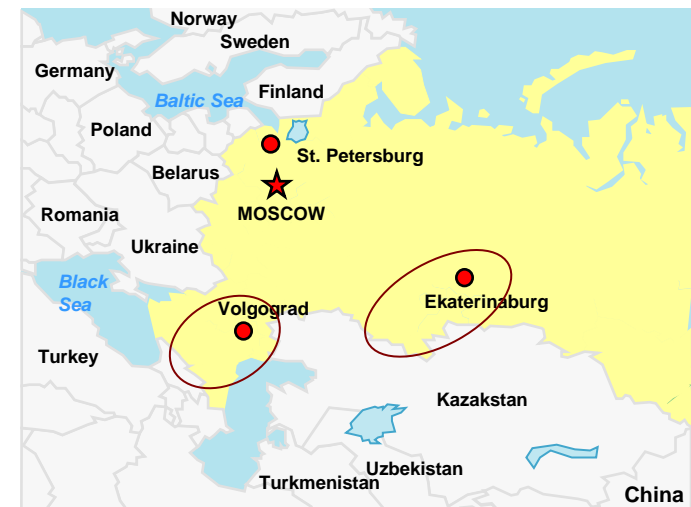 Norway
Sweden
Germany
Finland
Baltic Sea
Poland
St. Petersburg
Belarus
MOSCOW
Romania
Ukraine
Black
Sea
Volgograd
Ekaterinaburg
Turkey
Kazakstan
Uzbekistan
Turkmenistan
China